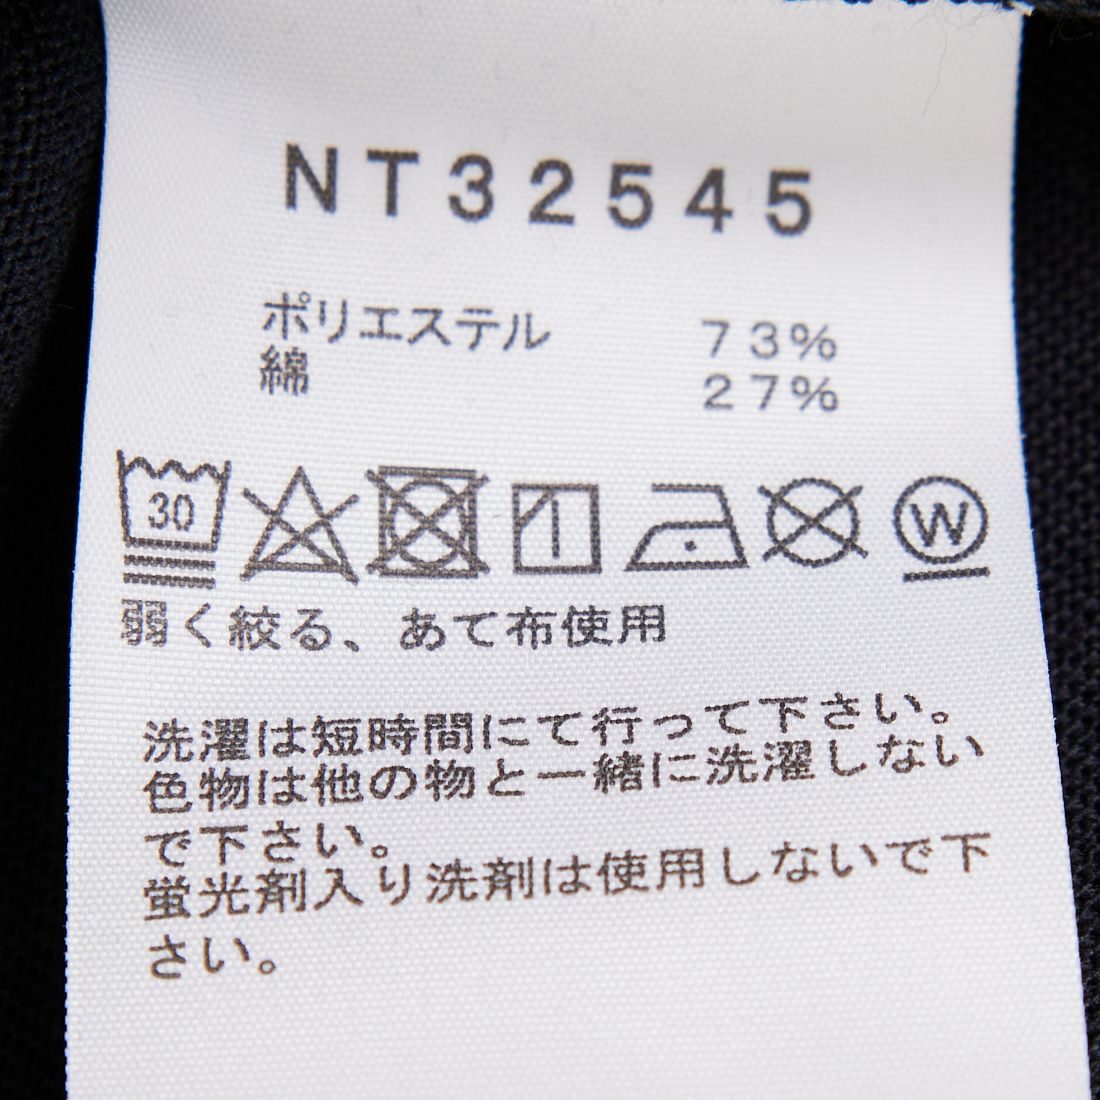 NT32545
ポリエステル 73%
綿 27%
30 W
弱く絞る、あて布使用
洗濯は短時間にて行って下さい。
色物は他の物と一緒に洗濯しない
で下さい。
蛍光剤入り洗剤は使用しないで下
さい。